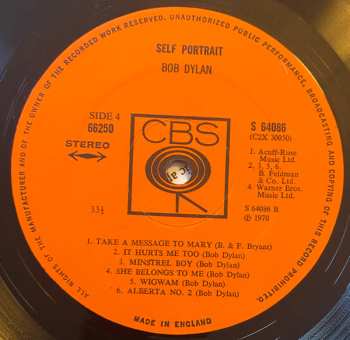 ALL RIGHTS OF THE MANUFACTURER AND OF THE OWNER OF THE RECORDED WORK RESERVED. UNAUTHORIZED PUBLIC PERFORMANCE, BROADCASTING AND COPYING OF THIS RECORD PROHIBITED.
SELF PORTRAIT
BOB DYLAN
SIDE 4
66250
STEREO
CBS
S 64086
(C2X 30050)
1. Acuff-Rose
Music Ltd.
2, 3, 5, 6.
B. Feldman
& Co. Ltd.
4. Warner Bros.
Music Ltd.
33⅓
S 64086 B
℗ 1970
1. TAKE A MESSAGE TO MARY (B. & F. Bryant)
2. IT HURTS ME TOO (Bob Dylan)
3. MINSTREL BOY (Bob Dylan)
4. SHE BELONGS TO ME (Bob Dylan)
5. WIGWAM (Bob Dylan)
6. ALBERTA NO. 2 (Bob Dylan)
MADE IN ENGLAND